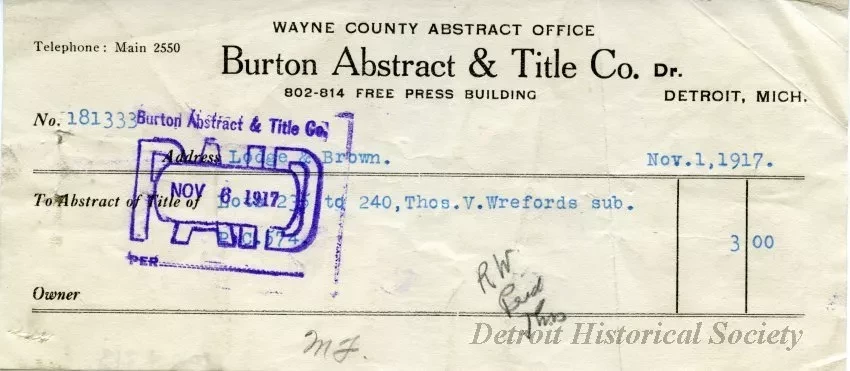 WAYNE COUNTY ABSTRACT OFFICE
Telephone: Main 2550
Burton Abstract & Title Co. Dr.
802-814 FREE PRESS BUILDING
DETROIT, MICH.
No. 181333
Burton Abstract & Title Co.
Address Lodge & Brown. Nov.1,1917.
PAID
NOV 6 1917
To Abstract of Title of to 240,Thos.V.Wrefords sub.
3 00
PER
Owner
RW
M
Detroit Historical Society